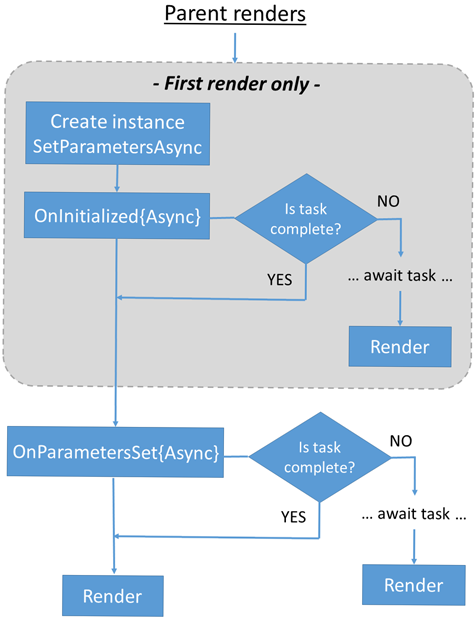 Parent renders
- First render only -
Create instance
SetParametersAsync
OnInitialized{Async}
Is task
complete?
NO
YES
... await task ...
Render
OnParametersSet{Async}
Is task
complete?
NO
YES
... await task ...
Render
Render